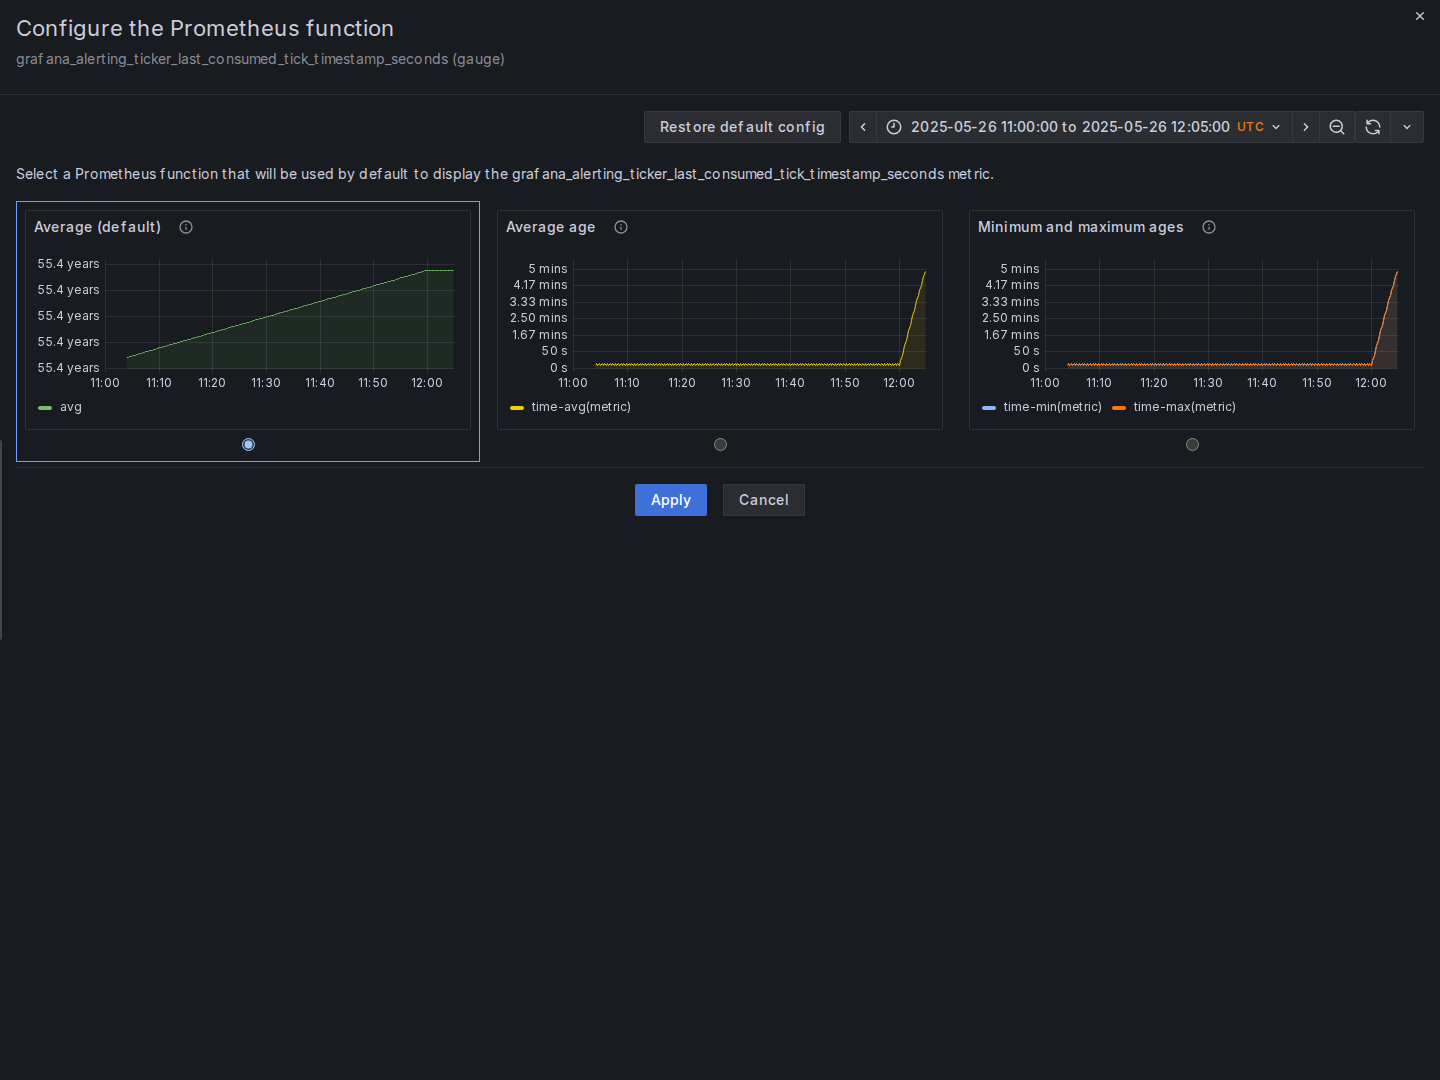 Configure the Prometheus function
grafana_alerting_ticker_last_consumed_tick_timestamp_seconds (gauge)
Restore default config
2025-05-26 11:00:00 to 2025-05-26 12:05:00 UTC
Select a Prometheus function that will be used by default to display the grafana_alerting_ticker_last_consumed_tick_timestamp_seconds metric.
Average (default)
55.4 years
55.4 years
55.4 years
55.4 years
55.4 years
11:00 11:10 11:20 11:30 11:40 11:50 12:00
avg
Average age
5 mins
4.17 mins
3.33 mins
2.50 mins
1.67 mins
50 s
0 s
11:00 11:10 11:20 11:30 11:40 11:50 12:00
time-avg(metric)
Minimum and maximum ages
5 mins
4.17 mins
3.33 mins
2.50 mins
1.67 mins
50 s
0 s
11:00 11:10 11:20 11:30 11:40 11:50 12:00
time-min(metric) time-max(metric)
Apply Cancel